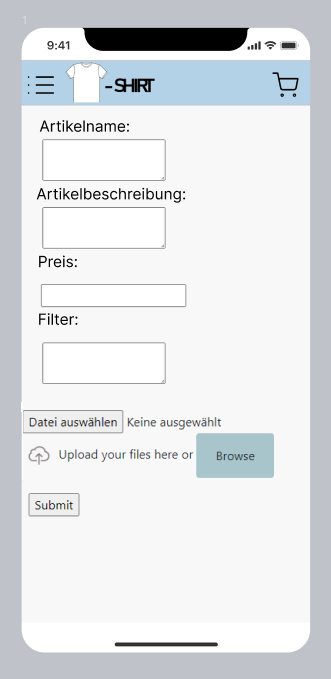 1
9:41
-SHIRT
Artikelname:
Artikelbeschreibung:
Preis:
Filter:
Datei auswählen Keine ausgewählt
Upload your files here or Browse
Submit